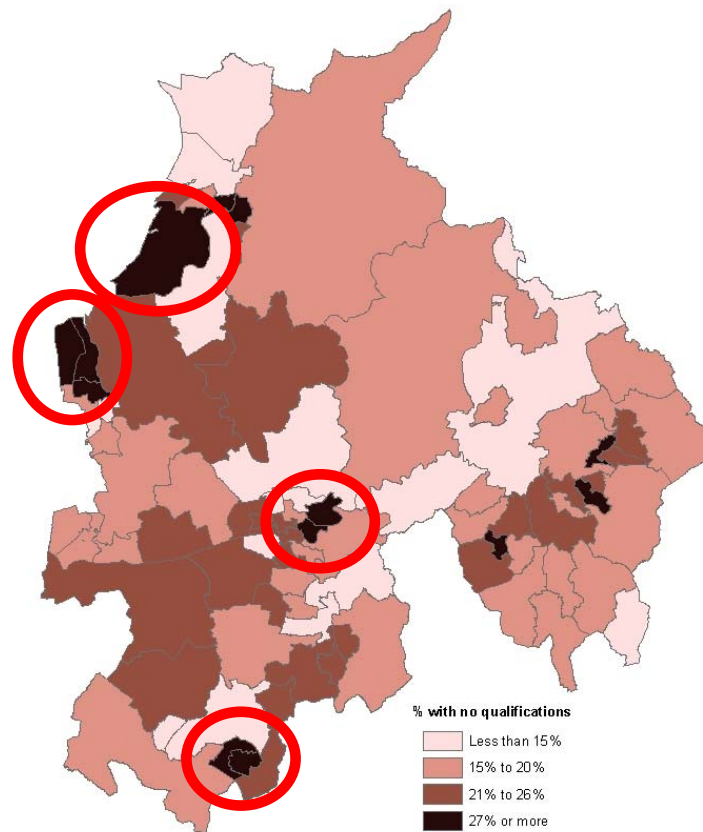 % with no qualifications
Less than 15%
15% to 20%
21% to 26%
27% or more